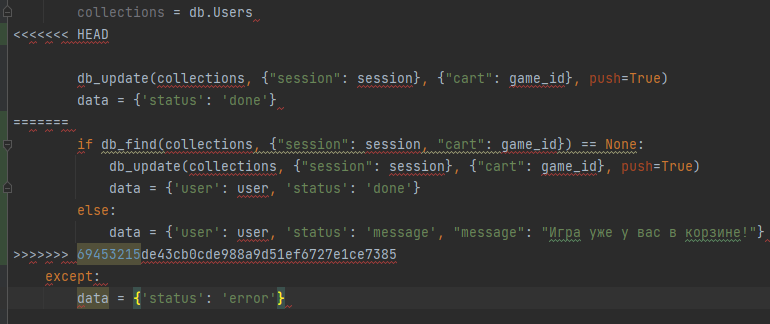 collections = db.Users
<<<<<<< HEAD
db_update(collections, {"session": session}, {"cart": game_id}, push=True)
data = {'status': 'done'}
=======
if db_find(collections, {"session": session, "cart": game_id}) == None:
db_update(collections, {"session": session}, {"cart": game_id}, push=True)
data = {'user': user, 'status': 'done'}
else:
data = {'user': user, 'status': 'message', "message": "Игра уже у вас в корзине!"}
>>>>>>> 69453215de43cb0cde988a9d51ef6727e1ce7385
except:
data = {'status': 'error'}